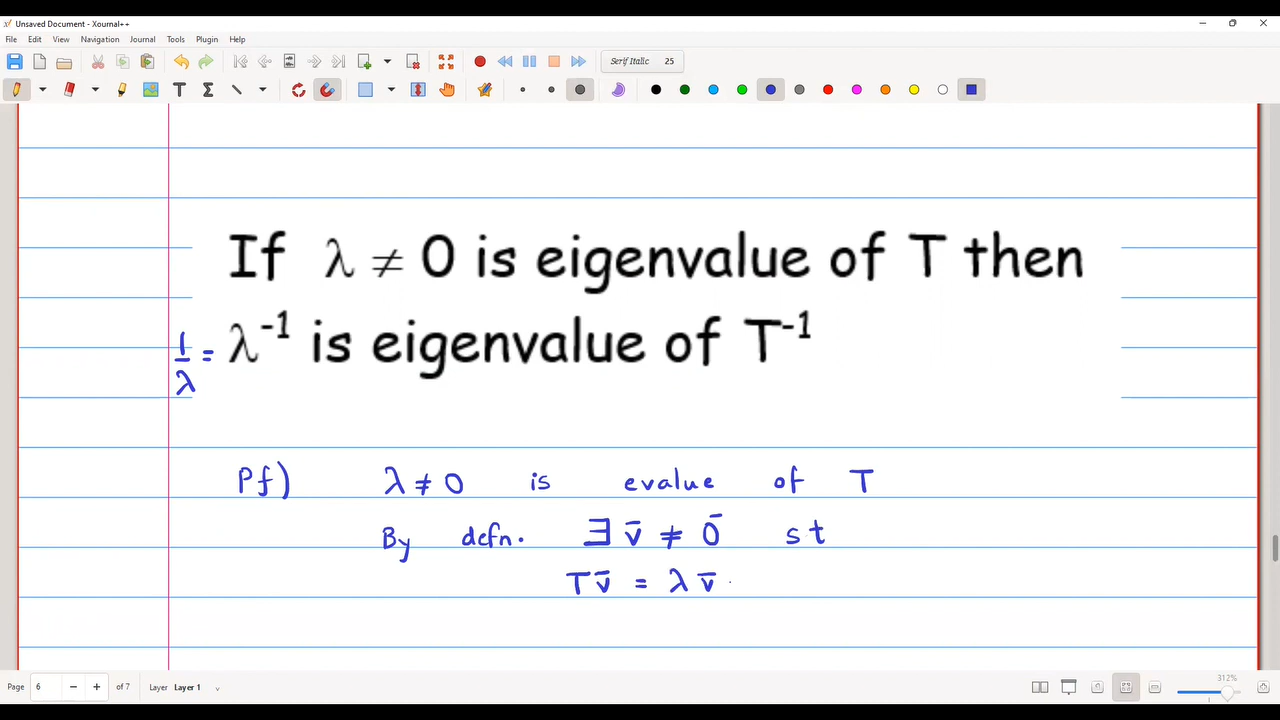 Unsaved Document - Xournal++
File Edit View Navigation Journal Tools Plugin Help
Serif Italic 25
If λ ≠ 0 is eigenvalue of T then
1/λ = λ⁻¹ is eigenvalue of T⁻¹
Pf) λ ≠ 0 is evalue of T
By defn. ∃ v̄ ≠ 0̄ st
Tv̄ = λv̄.
Page 6 of 7 Layer Layer 1 312%